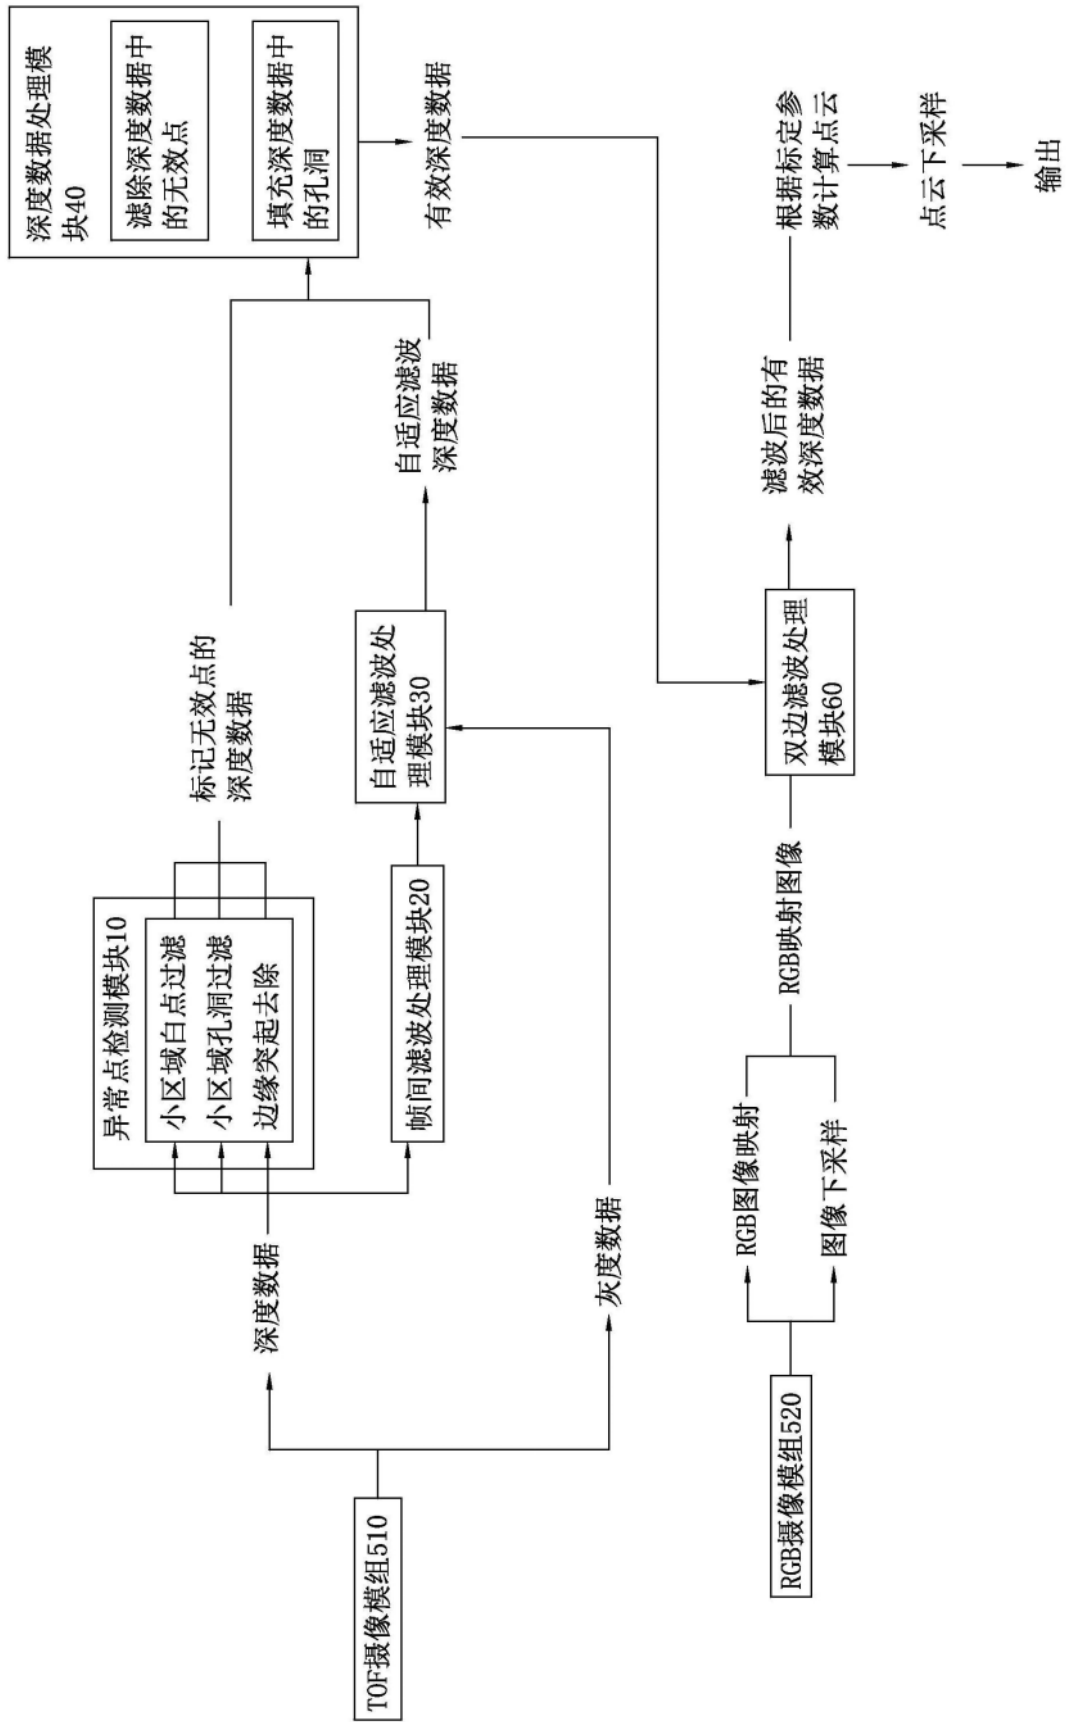 TOF摄像模组510
深度数据
灰度数据
异常点检测模块10
小区域白点过滤
小区域孔洞过滤
边缘突起去除
帧间滤波处理模块20
标记无效点的
深度数据
自适应滤波处
理模块30
自适应滤波
深度数据
深度数据处理模
块40
滤除深度数据中
的无效点
填充深度数据中
的孔洞
有效深度数据
RGB摄像模组520
RGB图像映射
图像下采样
RGB映射图像
双边滤波处理
模块60
滤波后的有
效深度数据
根据标定参
数计算点云
点云下采样
输出